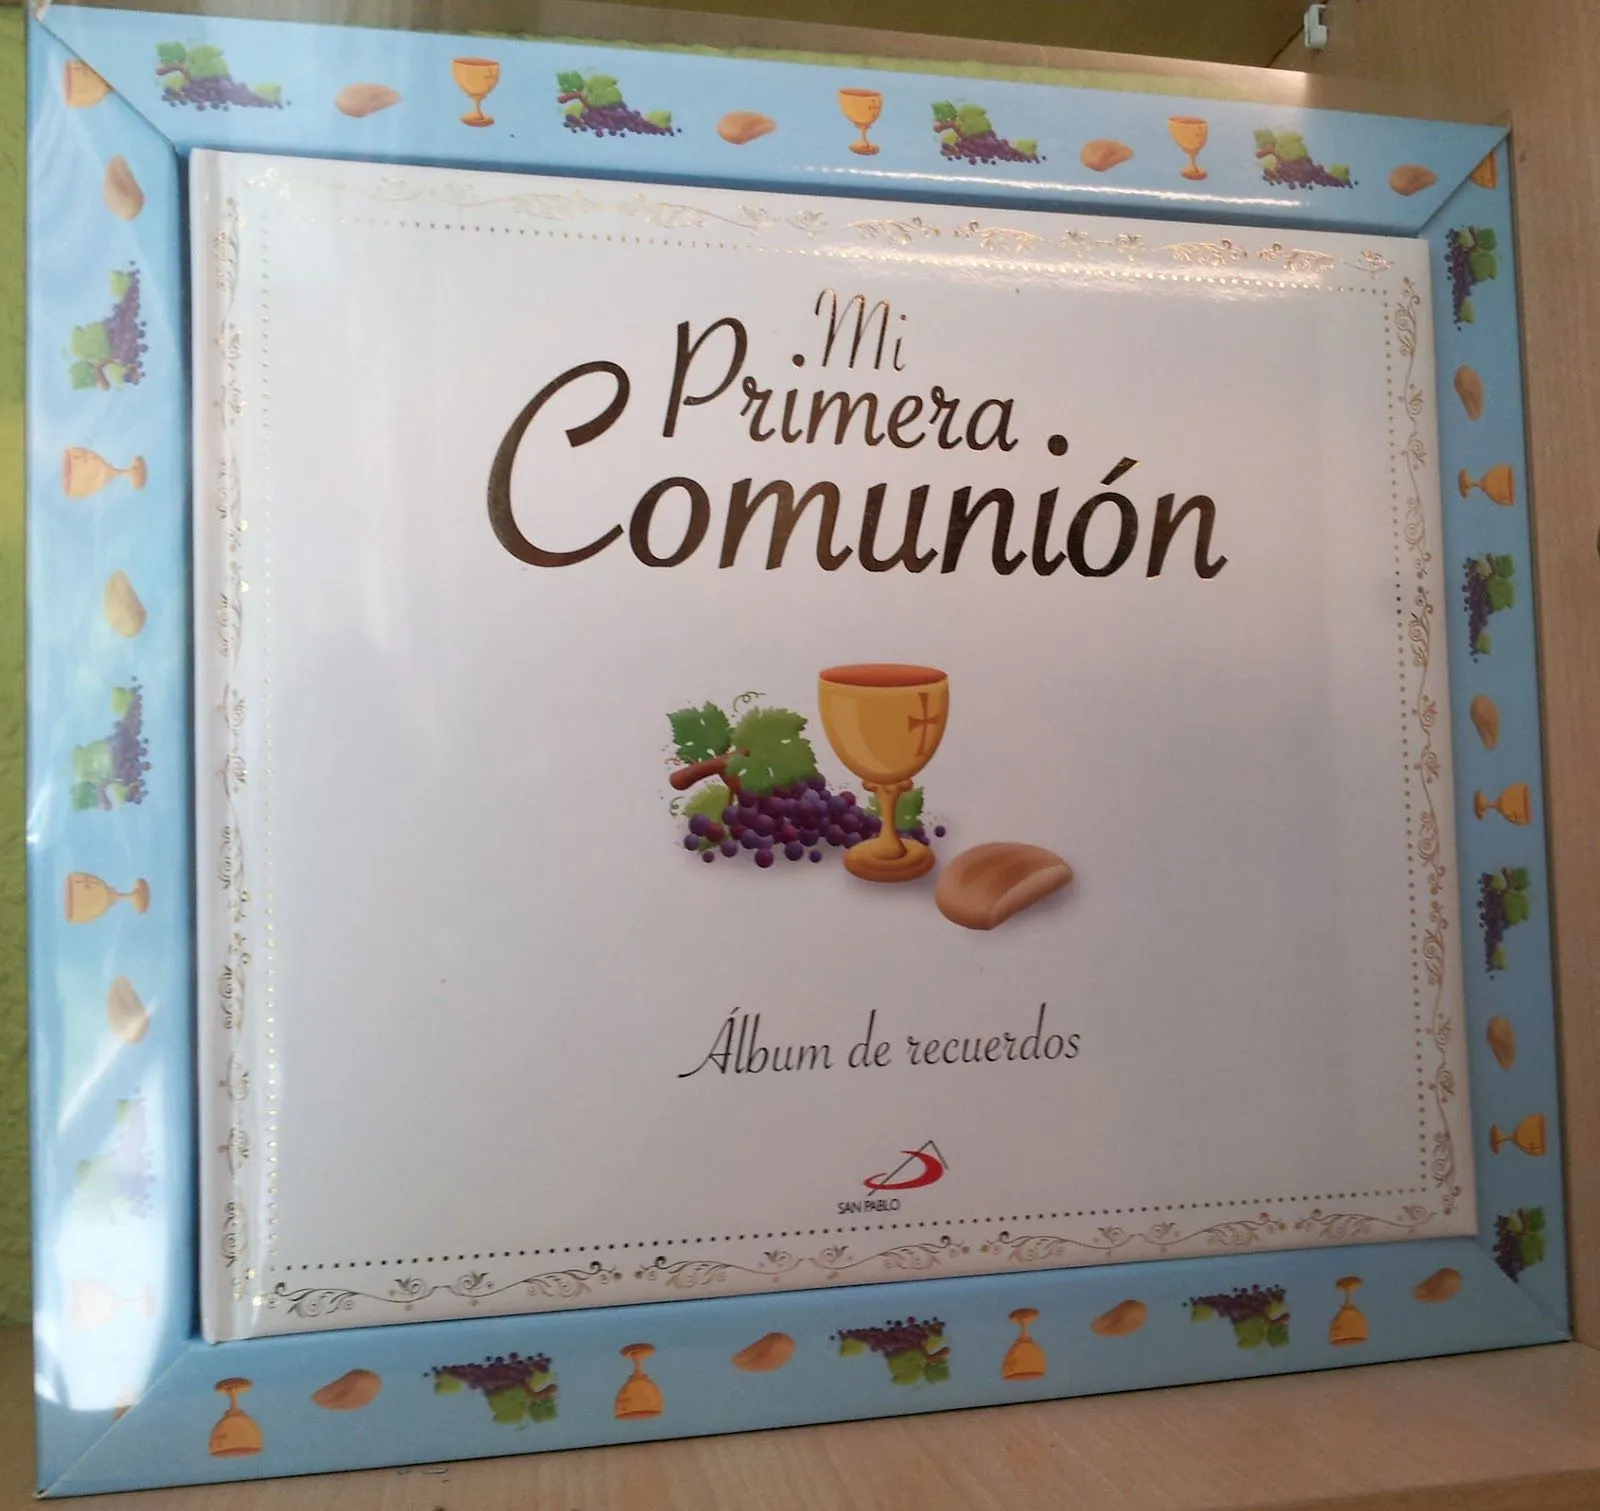 Mi
Primera
Comunión
Álbum de recuerdos
SAN PABLO